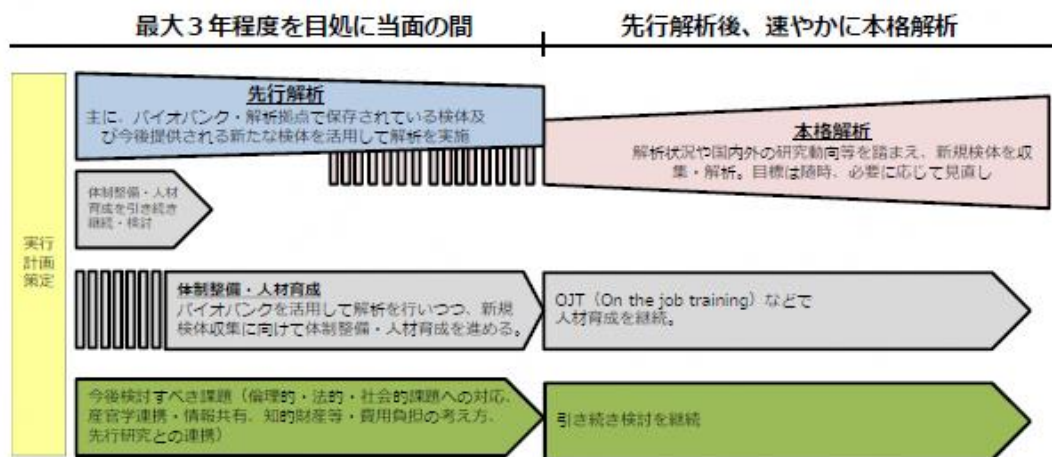 最大３年程度を目処に当面の間
先行解析後、速やかに本格解析
実行
計画
策定
先行解析
主に、バイオバンク・解析拠点で保存されている検体及
び今後提供される新たな検体を活用して解析を実施
本格解析
解析状況や国内外の研究動向等を踏まえ、新規検体を収
集・解析。目標は随時、必要に応じて見直し
体制整備・人材
育成を引き続き
継続・検討
体制整備・人材育成
バイオバンクを活用して解析を行いつつ、新規
検体収集に向けて体制整備・人材育成を進める。
OJT（On the job training）などで
人材育成を継続。
今後検討すべき課題（倫理的・法的・社会的課題への対応、
産官学連携・情報共有、知的財産等・費用負担の考え方、
先行研究との連携）
引き続き検討を継続